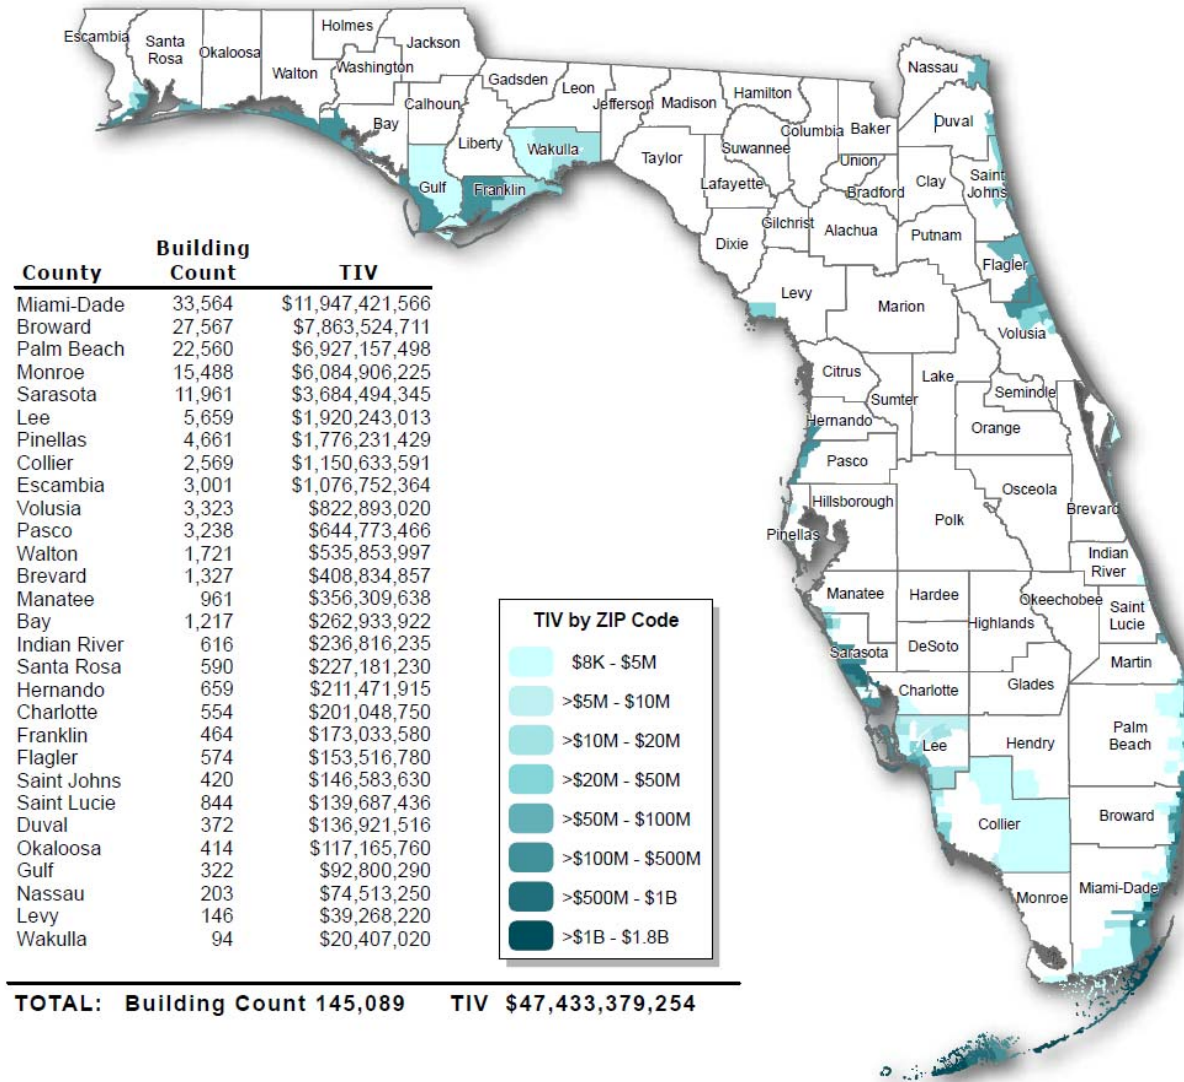 Escambia
Santa
Rosa
Okaloosa
Walton
Holmes
Washington
Jackson
Bay
Calhoun
Gulf
Gadsden
Liberty
Franklin
Leon
Wakulla
Jefferson
Madison
Taylor
Hamilton
Suwannee
Lafayette
Dixie
Columbia
Baker
Union
Bradford
Gilchrist
Alachua
Nassau
Duval
Clay
Saint
Johns
Putnam
Flagler
Levy
Marion
Volusia
Citrus
Sumter
Lake
Seminole
Hernando
Orange
Pasco
Hillsborough
Pinellas
Polk
Osceola
Brevard
Indian
River
Manatee
Hardee
Highlands
Okeechobee
Saint
Lucie
Sarasota
DeSoto
Martin
Charlotte
Glades
Lee
Hendry
Palm
Beach
Collier
Broward
Monroe
Miami-Dade
County Building Count TIV
Miami-Dade 33,564 $11,947,421,566
Broward 27,567 $7,863,524,711
Palm Beach 22,560 $6,927,157,498
Monroe 15,488 $6,084,906,225
Sarasota 11,961 $3,684,494,345
Lee 5,659 $1,920,243,013
Pinellas 4,661 $1,776,231,429
Collier 2,569 $1,150,633,591
Escambia 3,001 $1,076,752,364
Volusia 3,323 $822,893,020
Pasco 3,238 $644,773,466
Walton 1,721 $535,853,997
Brevard 1,327 $408,834,857
Manatee 961 $356,309,638
Bay 1,217 $262,933,922
Indian River 616 $236,816,235
Santa Rosa 590 $227,181,230
Hernando 659 $211,471,915
Charlotte 554 $201,048,750
Franklin 464 $173,033,580
Flagler 574 $153,516,780
Saint Johns 420 $146,583,630
Saint Lucie 844 $139,687,436
Duval 372 $136,921,516
Okaloosa 414 $117,165,760
Gulf 322 $92,800,290
Nassau 203 $74,513,250
Levy 146 $39,268,220
Wakulla 94 $20,407,020
TIV by ZIP Code
$8K - $5M
>$5M - $10M
>$10M - $20M
>$20M - $50M
>$50M - $100M
>$100M - $500M
>$500M - $1B
>$1B - $1.8B
TOTAL: Building Count 145,089 TIV $47,433,379,254